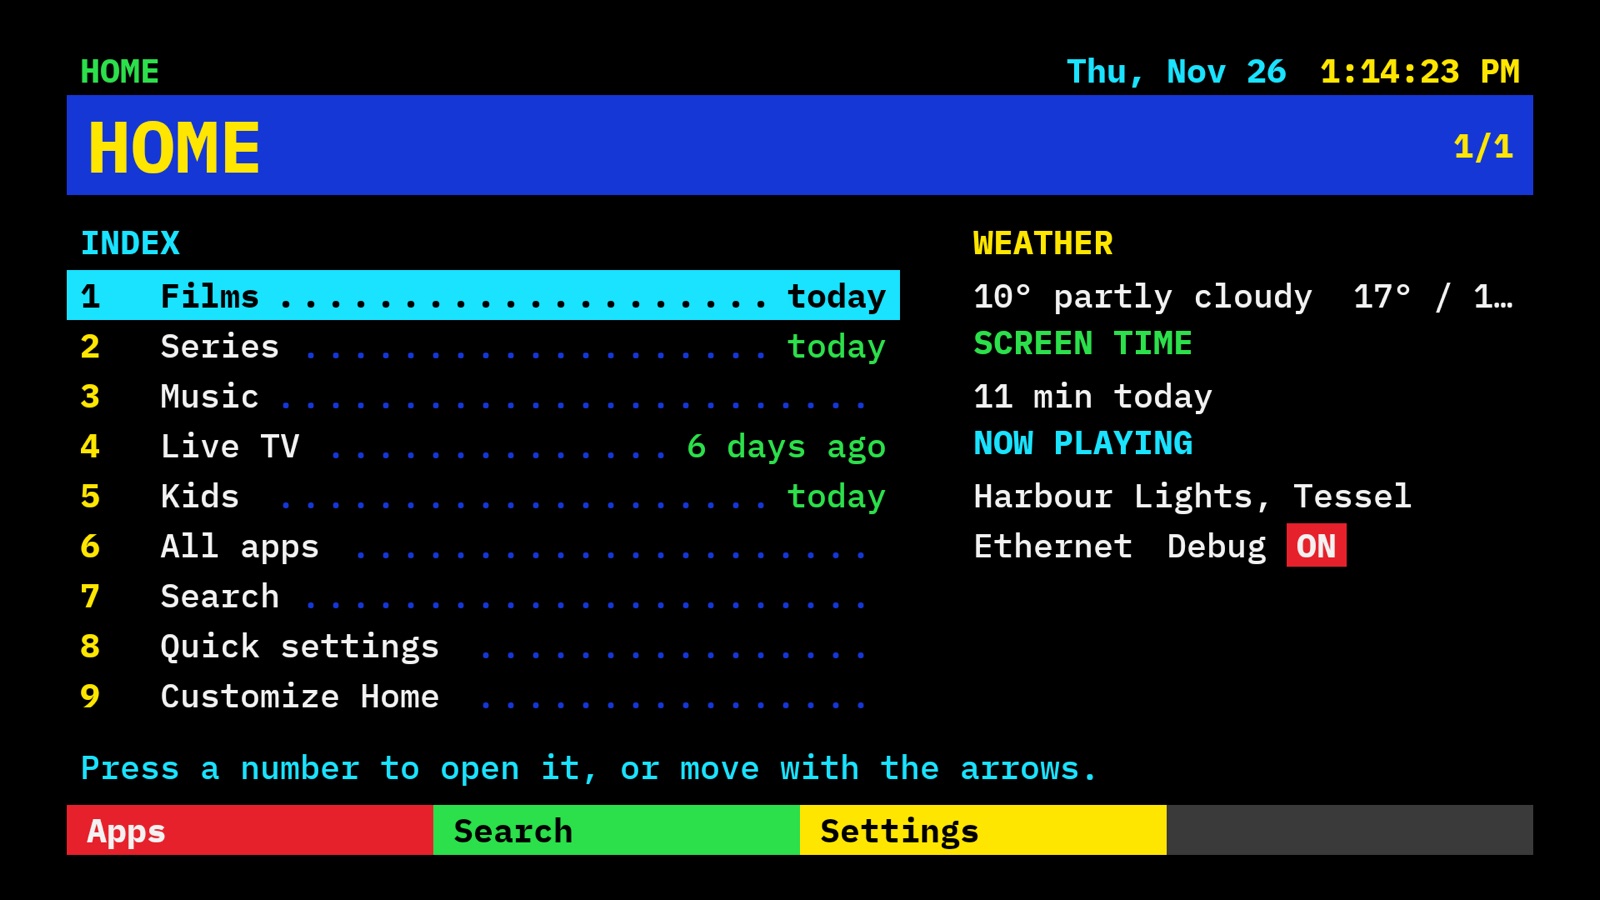 HOME Thu, Nov 26 1:14:23 PM
HOME 1/1
INDEX
1 Films . . . . . . . . . . . . . . . . . . . . today
2 Series . . . . . . . . . . . . . . . . . . . today
3 Music . . . . . . . . . . . . . . . . . . . . . . . .
4 Live TV . . . . . . . . . . . . . . 6 days ago
5 Kids . . . . . . . . . . . . . . . . . . . . today
6 All apps . . . . . . . . . . . . . . . . . . . . .
7 Search . . . . . . . . . . . . . . . . . . . . . . .
8 Quick settings . . . . . . . . . . . . . . . .
9 Customize Home . . . . . . . . . . . . . . . .
WEATHER
10° partly cloudy 17° / 1…
SCREEN TIME
11 min today
NOW PLAYING
Harbour Lights, Tessel
Ethernet Debug ON
Press a number to open it, or move with the arrows.
Apps Search Settings